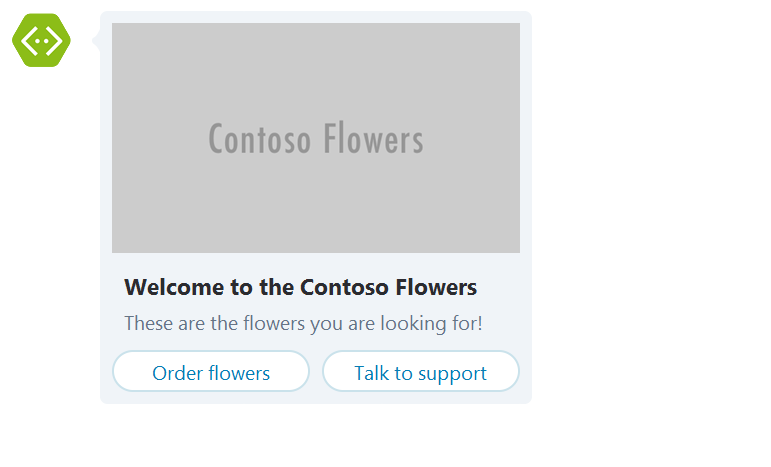 Contoso Flowers
Welcome to the Contoso Flowers
These are the flowers you are looking for!
Order flowers
Talk to support